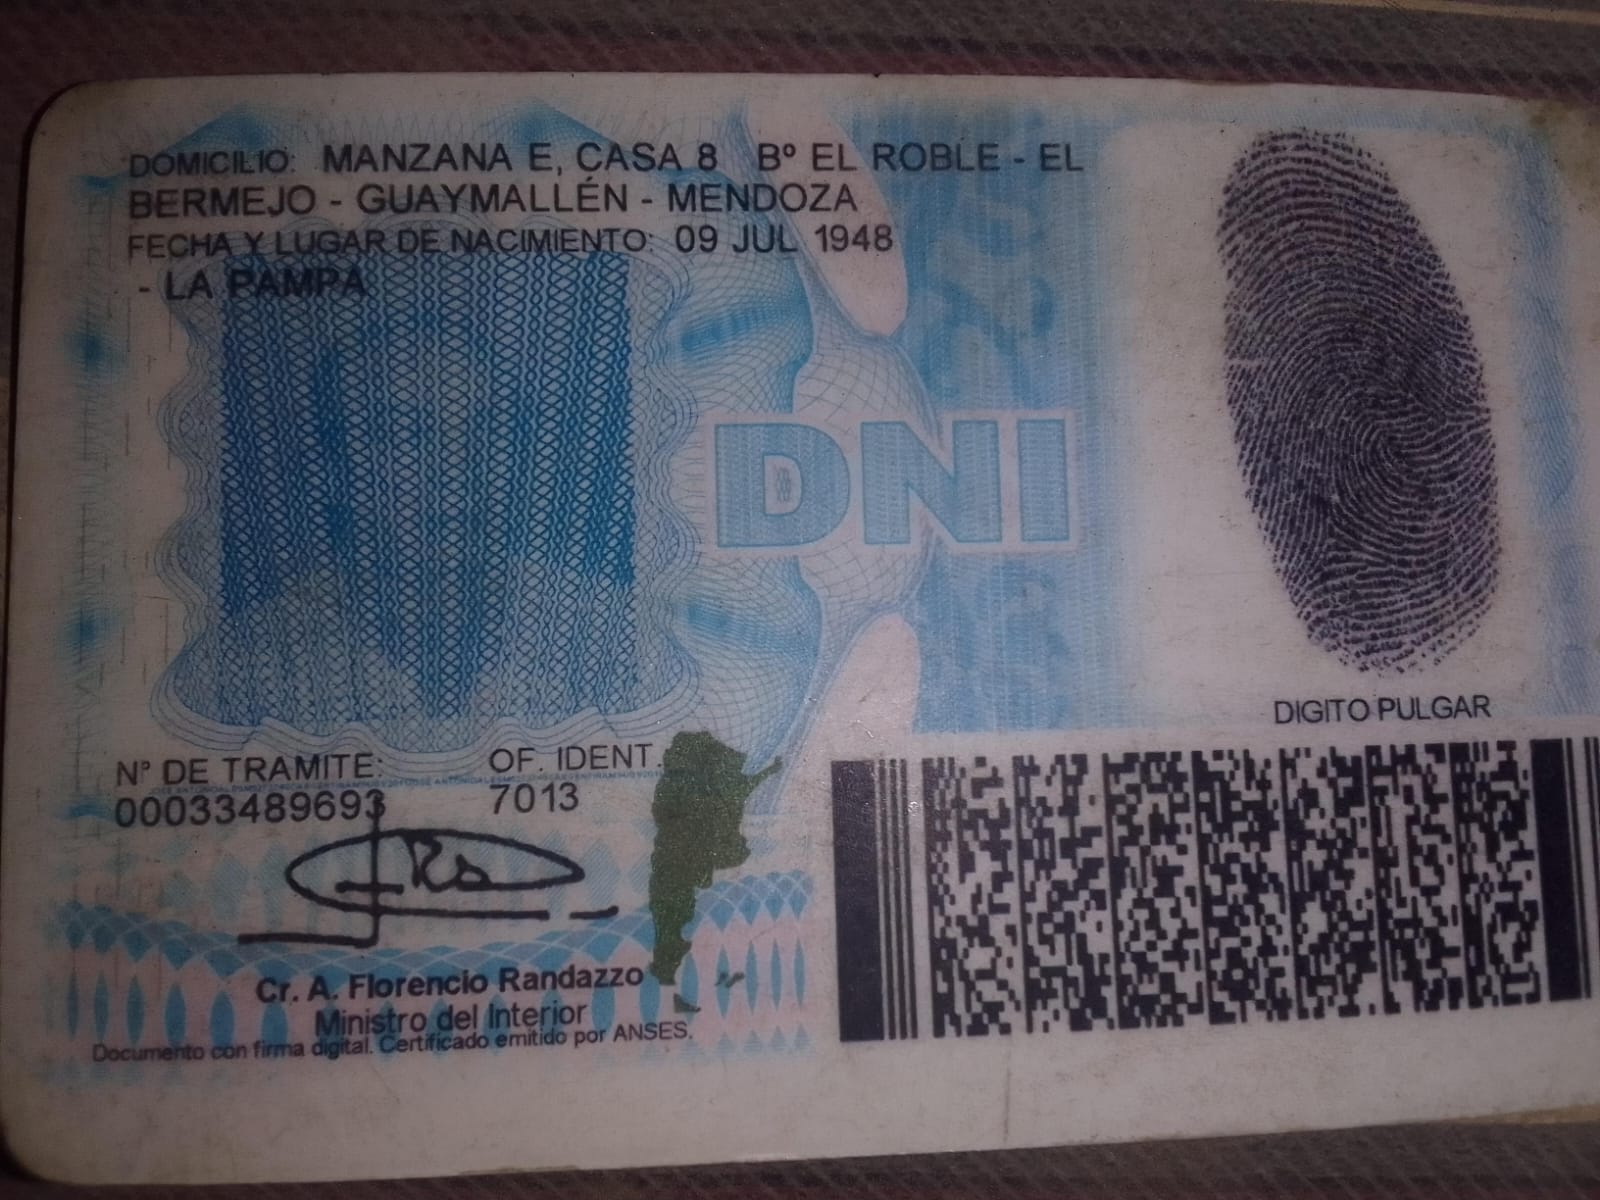 DOMICILIO: MANZANA E, CASA 8 Bº EL ROBLE - EL
BERMEJO - GUAYMALLÉN - MENDOZA
FECHA Y LUGAR DE NACIMIENTO: 09 JUL 1948
- LA PAMPA
DNI
DIGITO PULGAR
Nº DE TRAMITE: OF. IDENT.
00033489693 7013
Cr. A. Florencio Randazzo
Ministro del Interior
Documento con firma digital. Certificado emitido por ANSES.